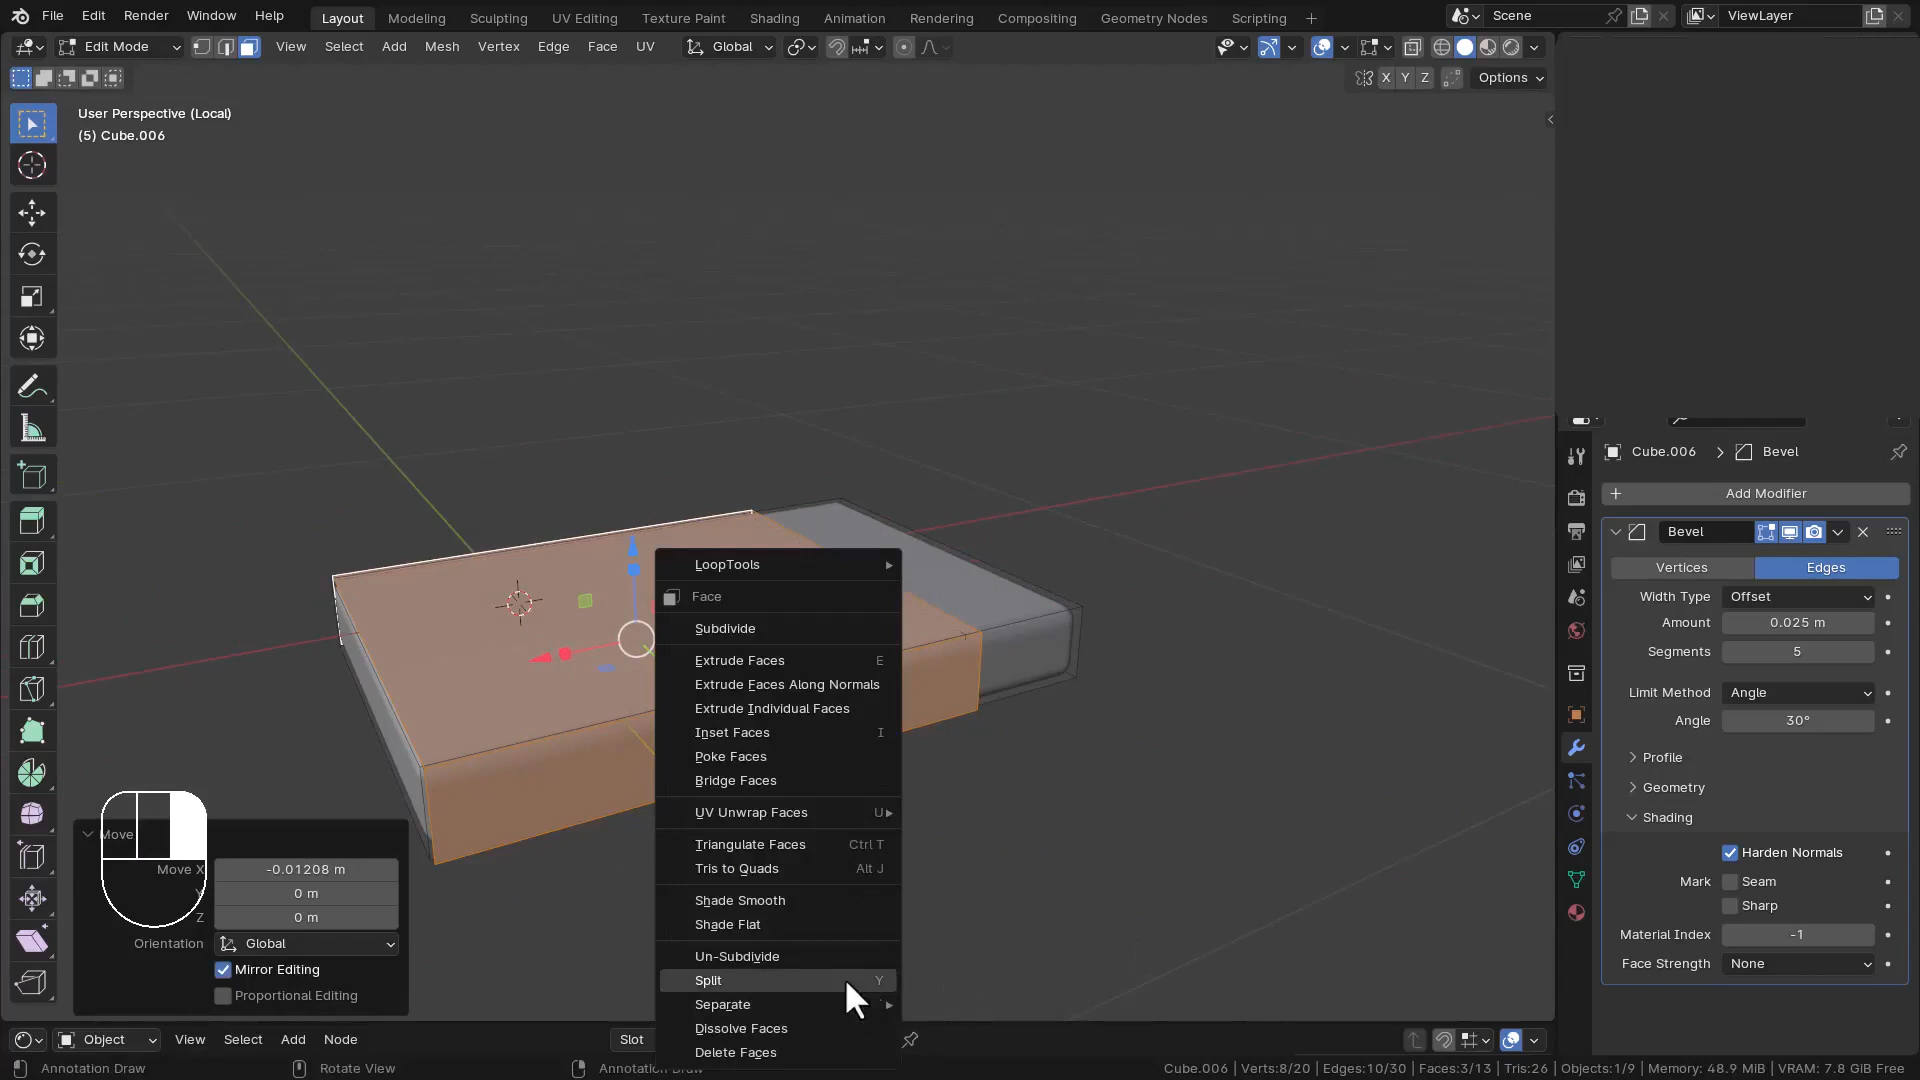 File Edit Render Window Help Layout Modeling Sculpting UV Editing Texture Paint Shading Animation Rendering Compositing Geometry Nodes Scripting Scene ViewLayer
Edit Mode View Select Add Mesh Vertex Edge Face UV Global
X Y Z Options
User Perspective (Local)
(5) Cube.006
Cube.006 Bevel
Add Modifier
Bevel
Vertices Edges
Width Type Offset
Amount 0.025 m
Segments 5
Limit Method Angle
Angle 30°
Profile
Geometry
Shading
Harden Normals
Mark Seam
Sharp
Material Index -1
Face Strength None
LoopTools
Face
Subdivide
Extrude Faces E
Extrude Faces Along Normals
Extrude Individual Faces
Inset Faces I
Poke Faces
Bridge Faces
UV Unwrap Faces U
Triangulate Faces Ctrl T
Tris to Quads Alt J
Shade Smooth
Shade Flat
Un-Subdivide
Split Y
Separate
Dissolve Faces
Delete Faces
Move
Move X -0.01208 m
0 m
Z 0 m
Orientation Global
Mirror Editing
Proportional Editing
Object View Select Add Node Slot
Annotation Draw Rotate View Cube.006 | Verts:8/20 | Edges:10/30 | Faces:3/13 | Tris:26 | Objects:1/9 | Memory: 48.9 MiB | VRAM: 7.8 GiB Free